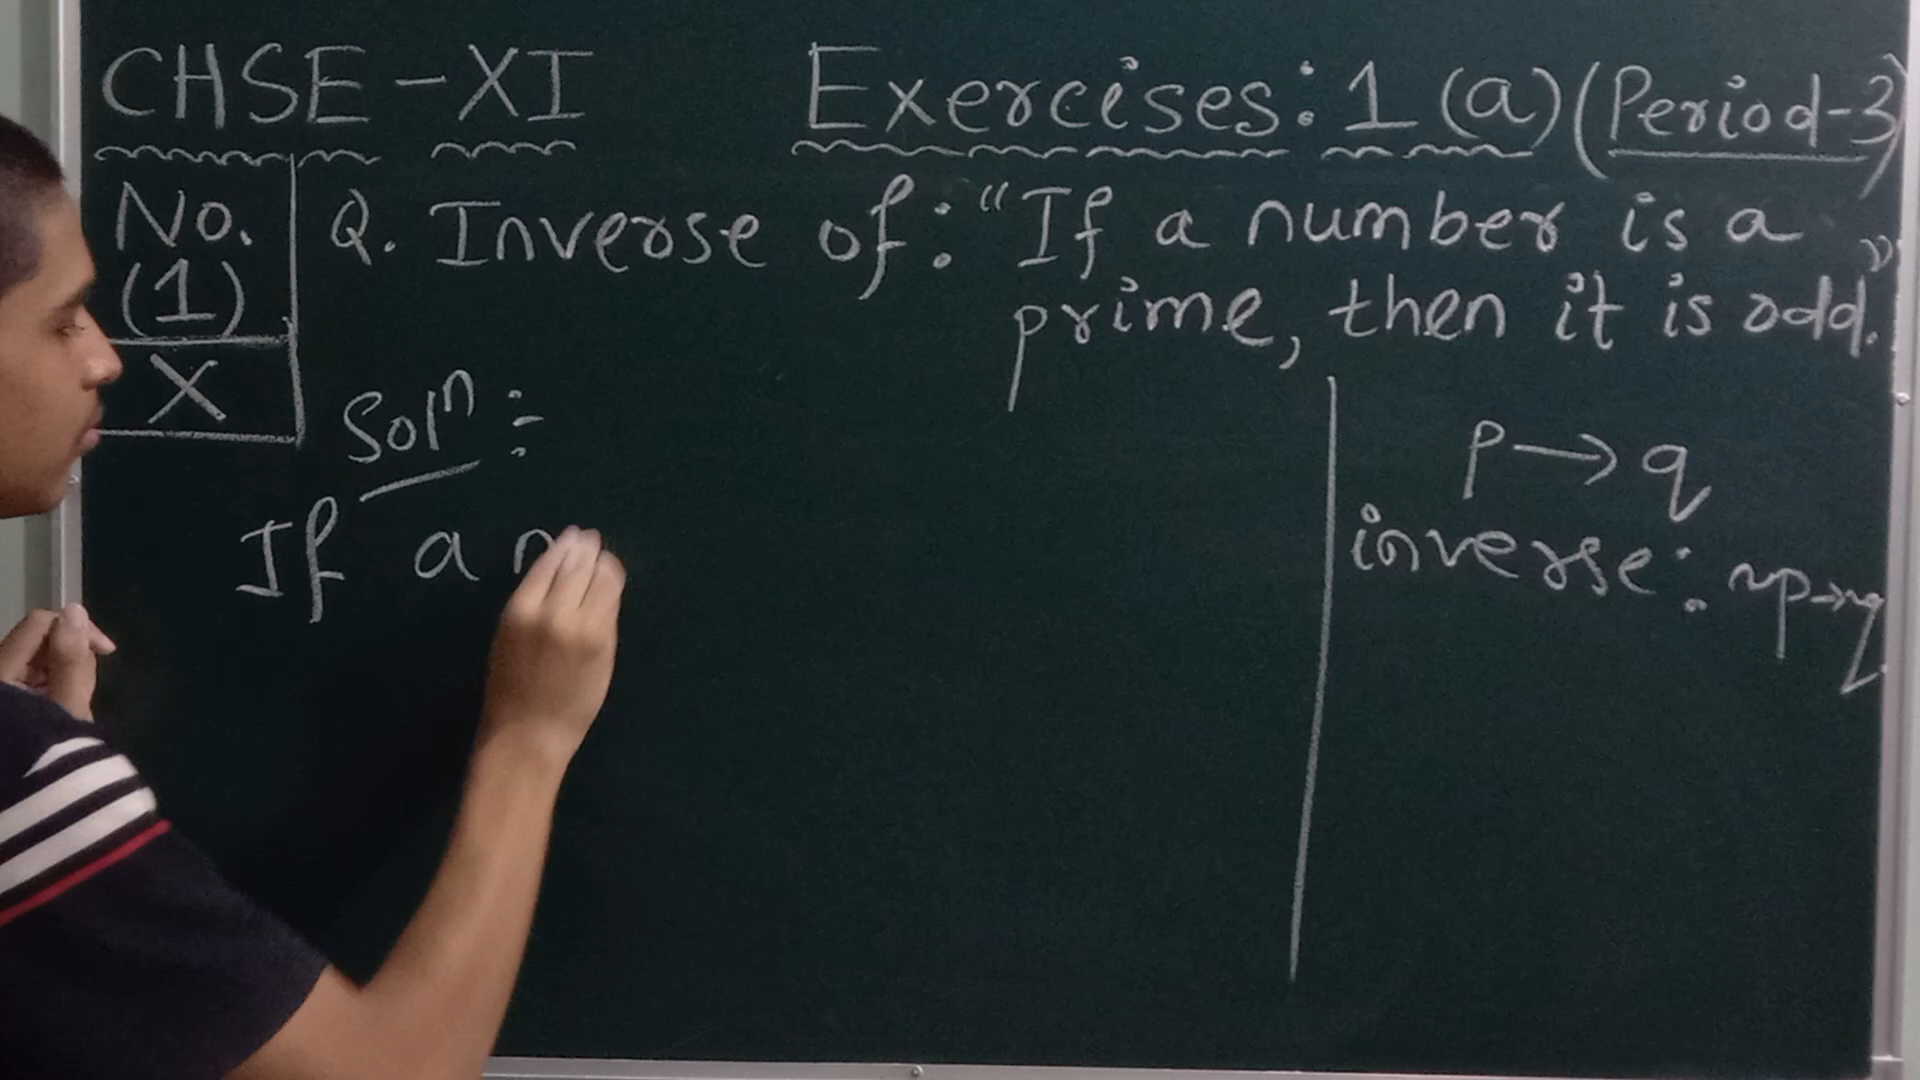 CHSE-XI
Exercises: 1 (a) (Period-3)
No.
(1)
X
Q. Inverse of: "If a number is a
prime, then it is odd."
Solⁿ :-
If a n
p → q
inverse: ~p→~q